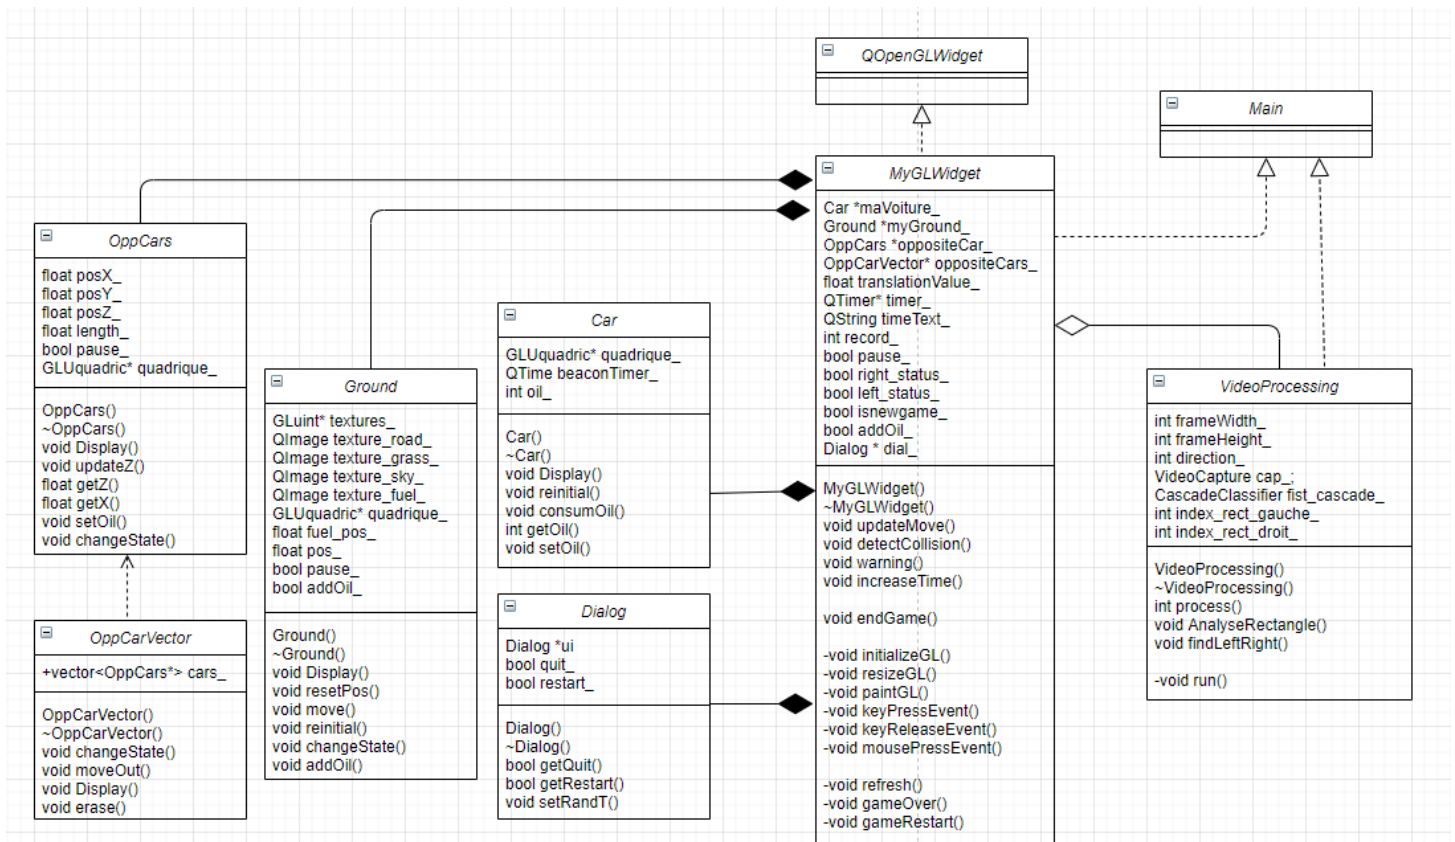 QOpenGLWidget
Main
MyGLWidget
Car *maVoiture_
Ground *myGround_
OppCars *oppositeCar_
OppCarVector* oppositeCars_
float translationValue_
QTimer* timer_
QString timeText_
int record_
bool pause_
bool right_status_
bool left_status_
bool isnewgame_
bool addOil_
Dialog * dial_
MyGLWidget()
~MyGLWidget()
void updateMove()
void detectCollision()
void warning()
void increaseTime()
void endGame()
-void initializeGL()
-void resizeGL()
-void paintGL()
-void keyPressEvent()
-void keyReleaseEvent()
-void mousePressEvent()
-void refresh()
-void gameOver()
-void gameRestart()
OppCars
float posX_
float posY_
float posZ_
float length_
bool pause_
GLUquadric* quadrique_
OppCars()
~OppCars()
void Display()
void updateZ()
float getZ()
float getX()
void setOil()
void changeState()
Car
GLUquadric* quadrique_
QTime beaconTimer_
int oil_
Car()
~Car()
void Display()
void reinitial()
void consumOil()
int getOil()
void setOil()
Ground
GLuint* textures_
QImage texture_road_
QImage texture_grass_
QImage texture_sky_
QImage texture_fuel_
GLUquadric* quadrique_
float fuel_pos_
float pos_
bool pause_
bool addOil_
Ground()
~Ground()
void Display()
void resetPos()
void move()
void reinitial()
void changeState()
void addOil()
VideoProcessing
int frameWidth_
int frameHeight_
int direction_
VideoCapture cap_;
CascadeClassifier fist_cascade_
int index_rect_gauche_
int index_rect_droit_
VideoProcessing()
~VideoProcessing()
int process()
void AnalyseRectangle()
void findLeftRight()
-void run()
Dialog
Dialog *ui
bool quit_
bool restart_
Dialog()
~Dialog()
bool getQuit()
bool getRestart()
void setRandT()
OppCarVector
+vector<OppCars*> cars_
OppCarVector()
~OppCarVector()
void changeState()
void moveOut()
void Display()
void erase()